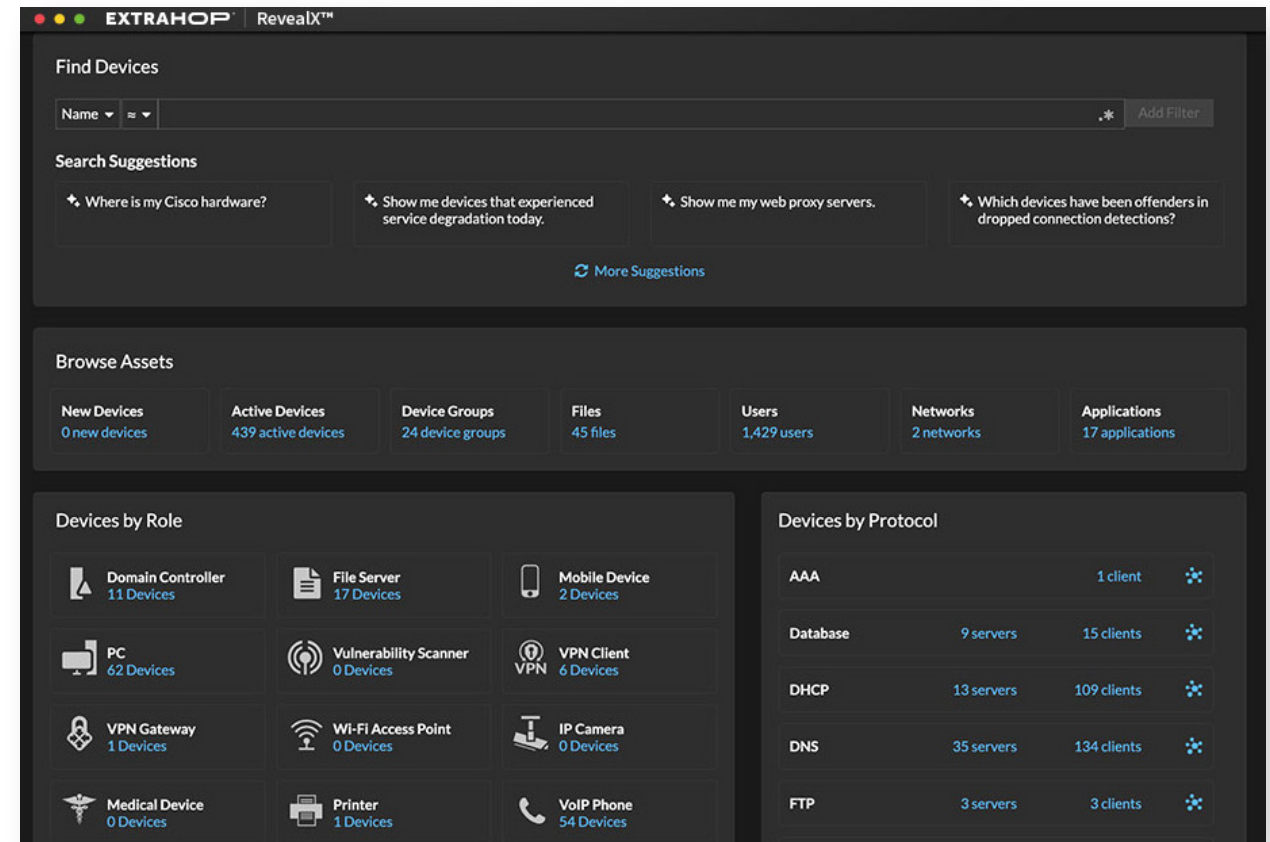 EXTRAHOP RevealX™
Find Devices
Name ≈ .* Add Filter
Search Suggestions
Where is my Cisco hardware?
Show me devices that experienced
service degradation today.
Show me my web proxy servers.
Which devices have been offenders in
dropped connection detections?
More Suggestions
Browse Assets
New Devices
0 new devices
Active Devices
439 active devices
Device Groups
24 device groups
Files
45 files
Users
1,429 users
Networks
2 networks
Applications
17 applications
Devices by Role
Domain Controller
11 Devices
File Server
17 Devices
Mobile Device
2 Devices
PC
62 Devices
Vulnerability Scanner
0 Devices
VPN
VPN Client
6 Devices
VPN Gateway
1 Devices
Wi-Fi Access Point
0 Devices
IP Camera
0 Devices
Medical Device
0 Devices
Printer
1 Devices
VoIP Phone
54 Devices
Devices by Protocol
AAA 1 client
Database 9 servers 15 clients
DHCP 13 servers 109 clients
DNS 35 servers 134 clients
FTP 3 servers 3 clients